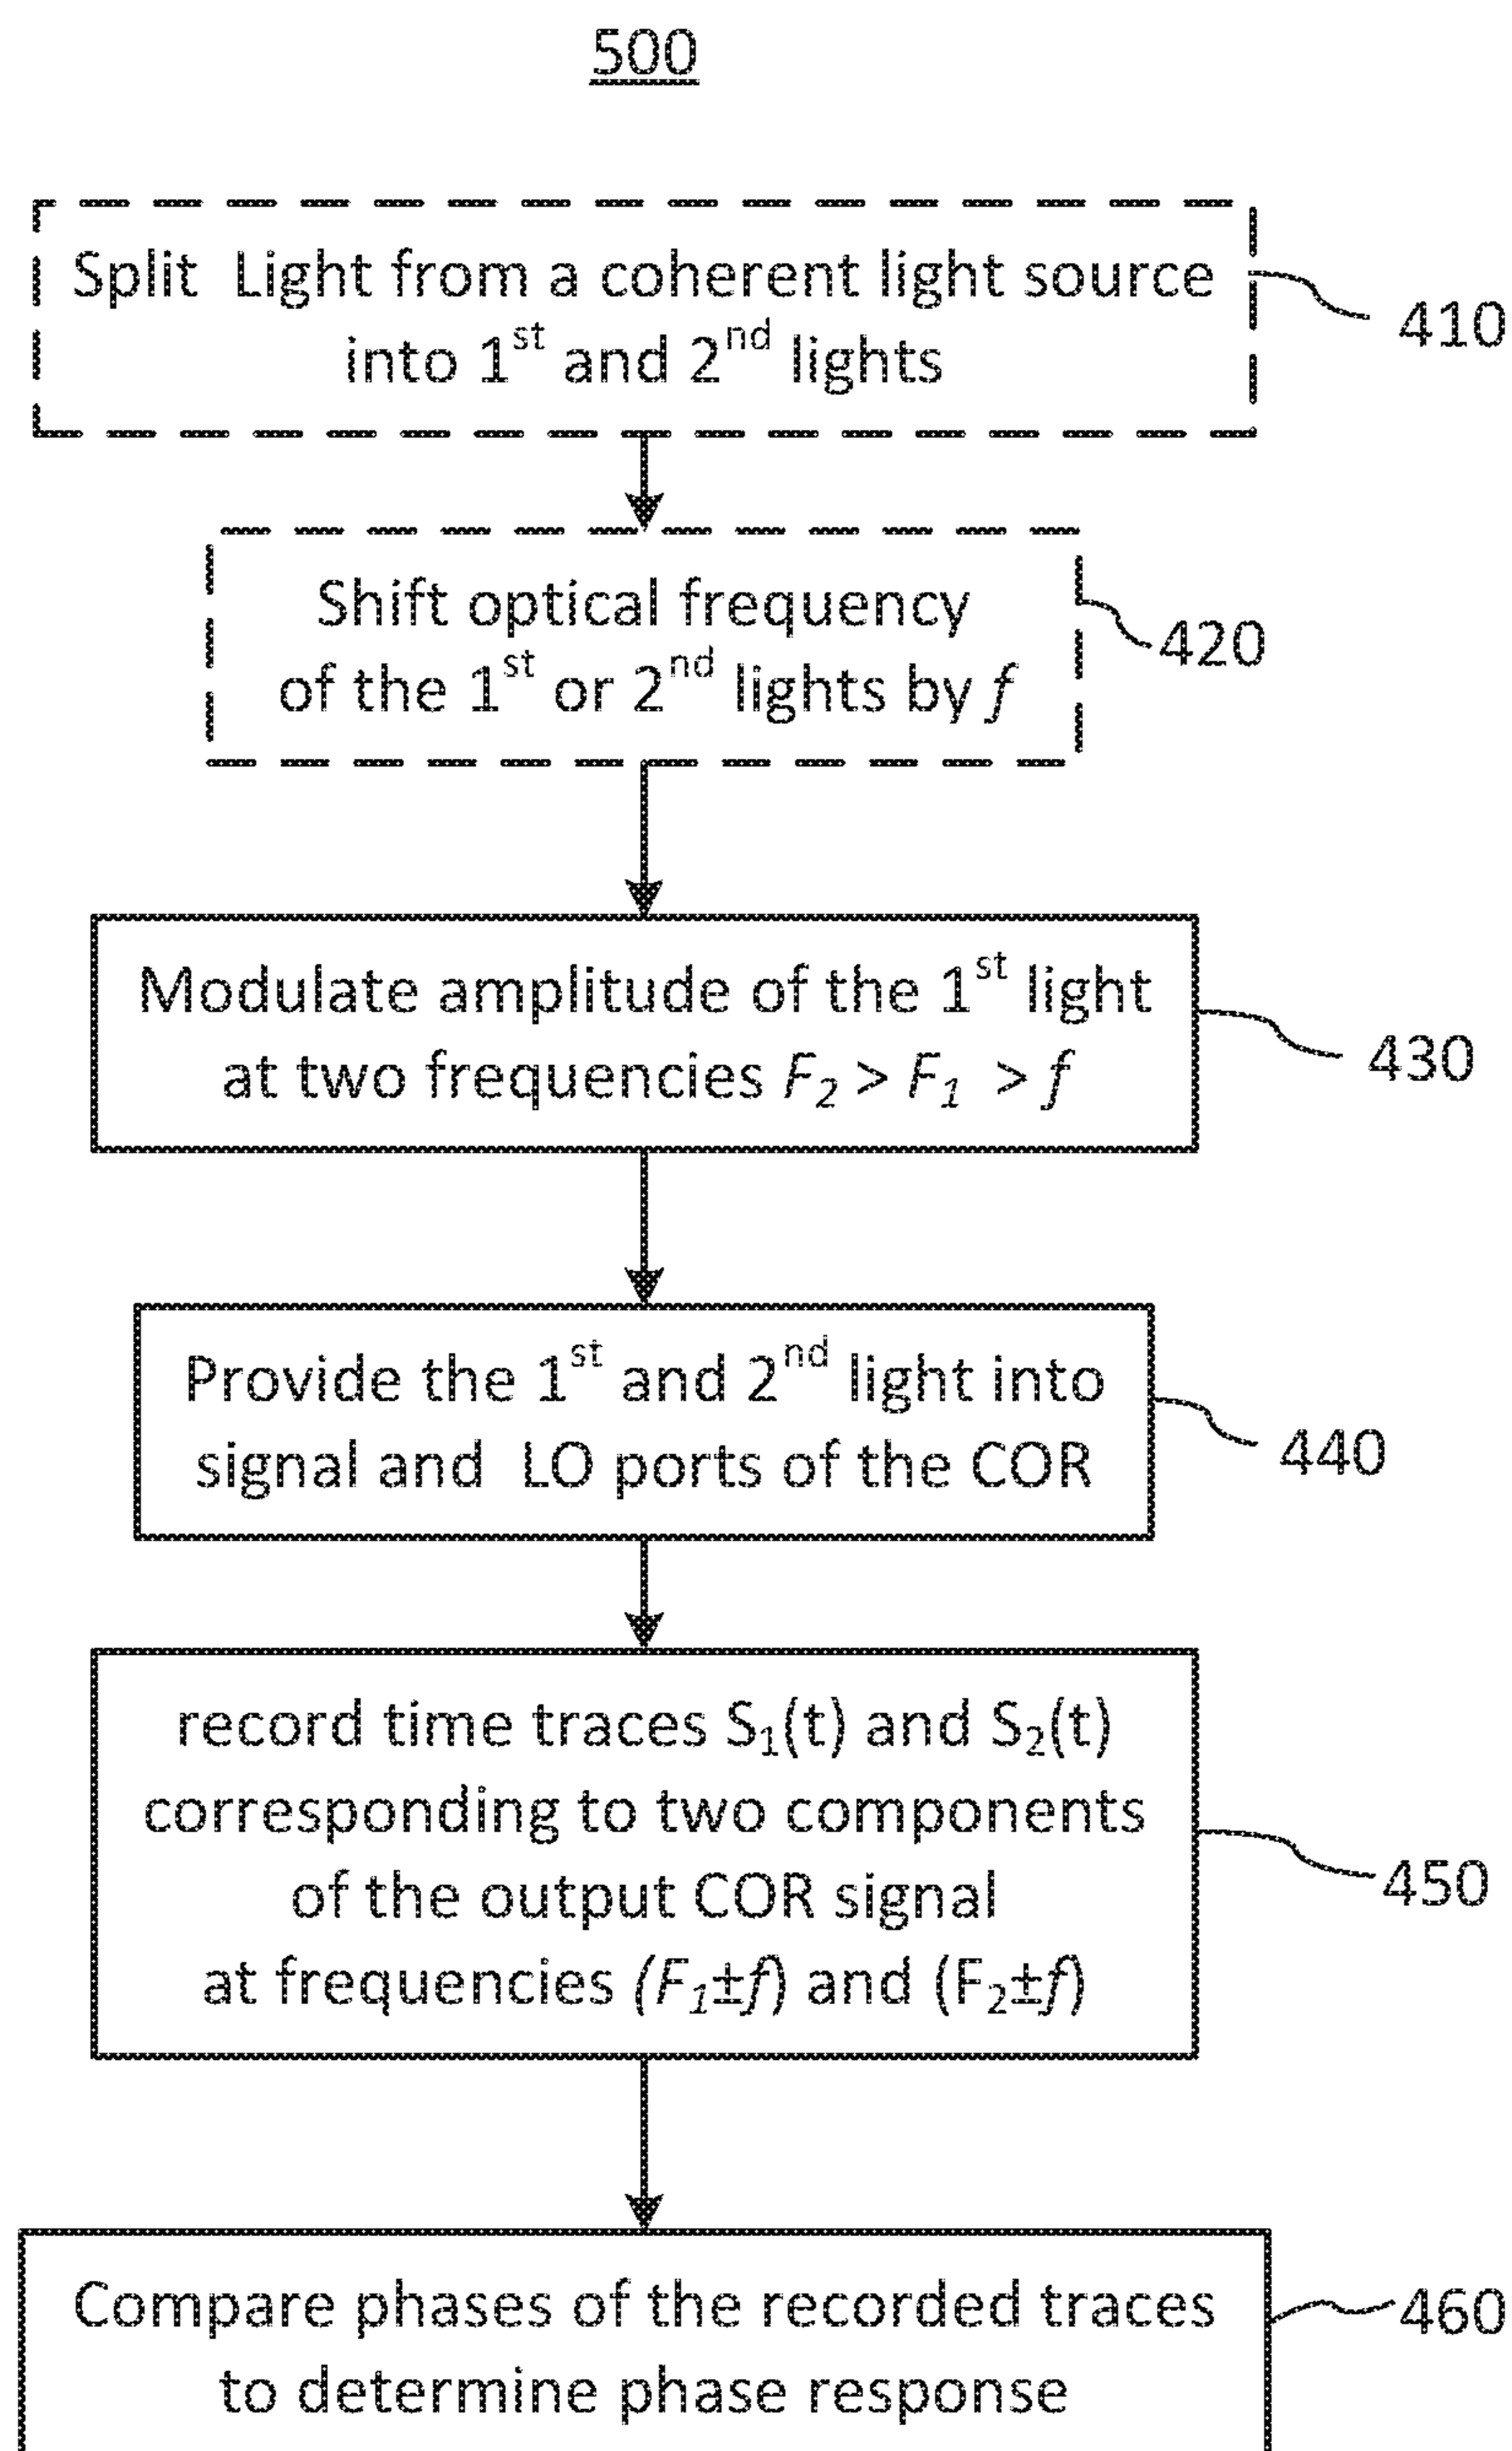 500
Split Light from a coherent light source
into 1st and 2nd lights
410
Shift optical frequency
of the 1st or 2nd lights by f
420
Modulate amplitude of the 1st light
at two frequencies F2 > F1 > f
430
Provide the 1st and 2nd light into
signal and LO ports of the COR
440
record time traces S1(t) and S2(t)
corresponding to two components
of the output COR signal
at frequencies (F1±f) and (F2±f)
450
Compare phases of the recorded traces
to determine phase response
460